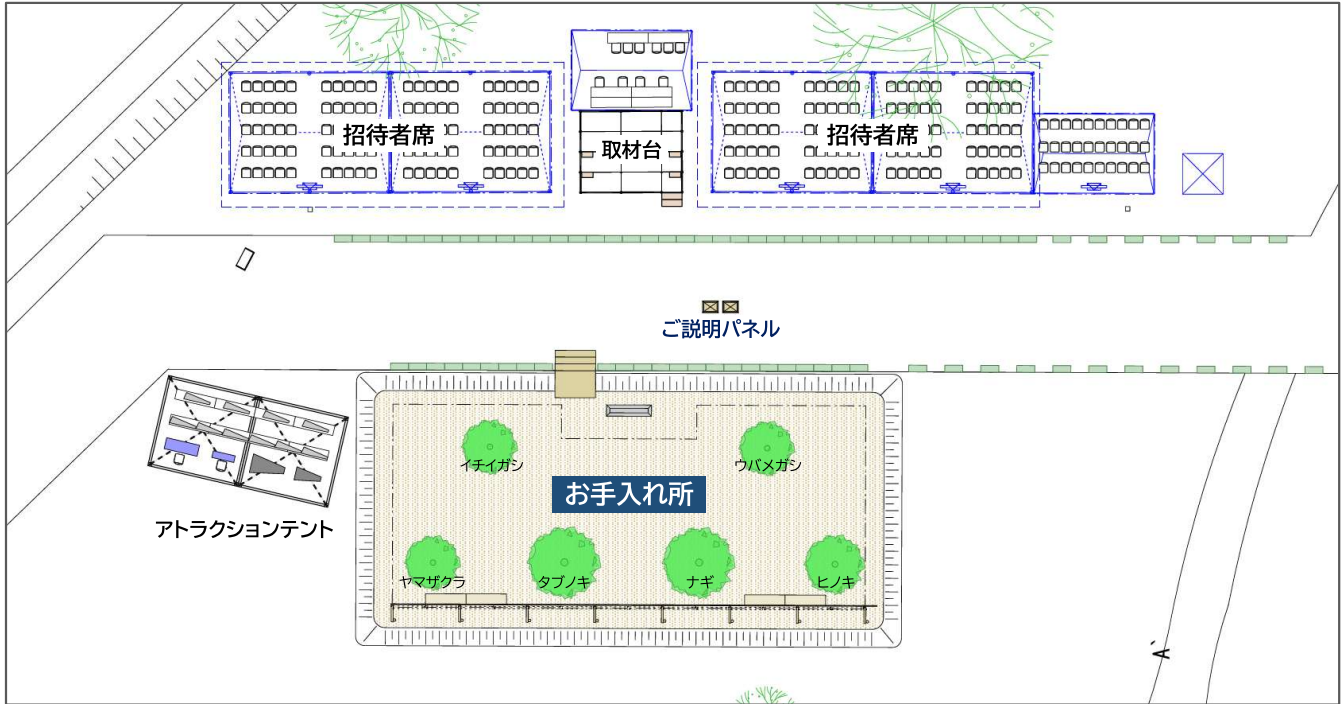 招待者席
取材台
招待者席
ご説明パネル
イチイガシ
ウバメガシ
お手入れ所
アトラクションテント
ヤマザクラ
タブノキ
ナギ
ヒノキ
A`